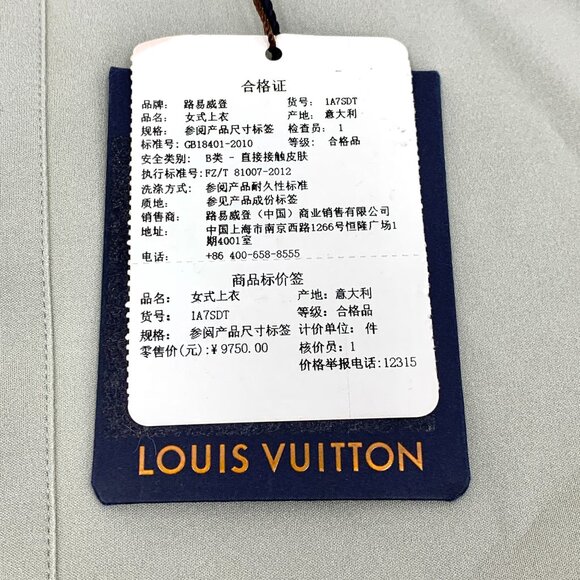 合格证
品牌: 路易威登 货号: 1A7SDT
品名: 女式上衣 产地: 意大利
规格: 参阅产品尺寸标签 检查员: 1
标准号: GB18401-2010 等级: 合格品
安全类别: B类 - 直接接触皮肤
执行标准号:FZ/T 81007-2012
洗涤方式: 参阅产品耐久性标准
质地: 参见产品成份标签
销售商: 路易威登（中国）商业销售有限公司
地址: 中国上海市南京西路1266号恒隆广场1
期4001室
电话: +86 400-658-8555
商品标价签
品名: 女式上衣 产地: 意大利
货号: 1A7SDT 等级: 合格品
规格: 参阅产品尺寸标签 计价单位: 件
零售价(元):¥ 9750.00 核价员: 1
价格举报电话:12315
LOUIS VUITTON